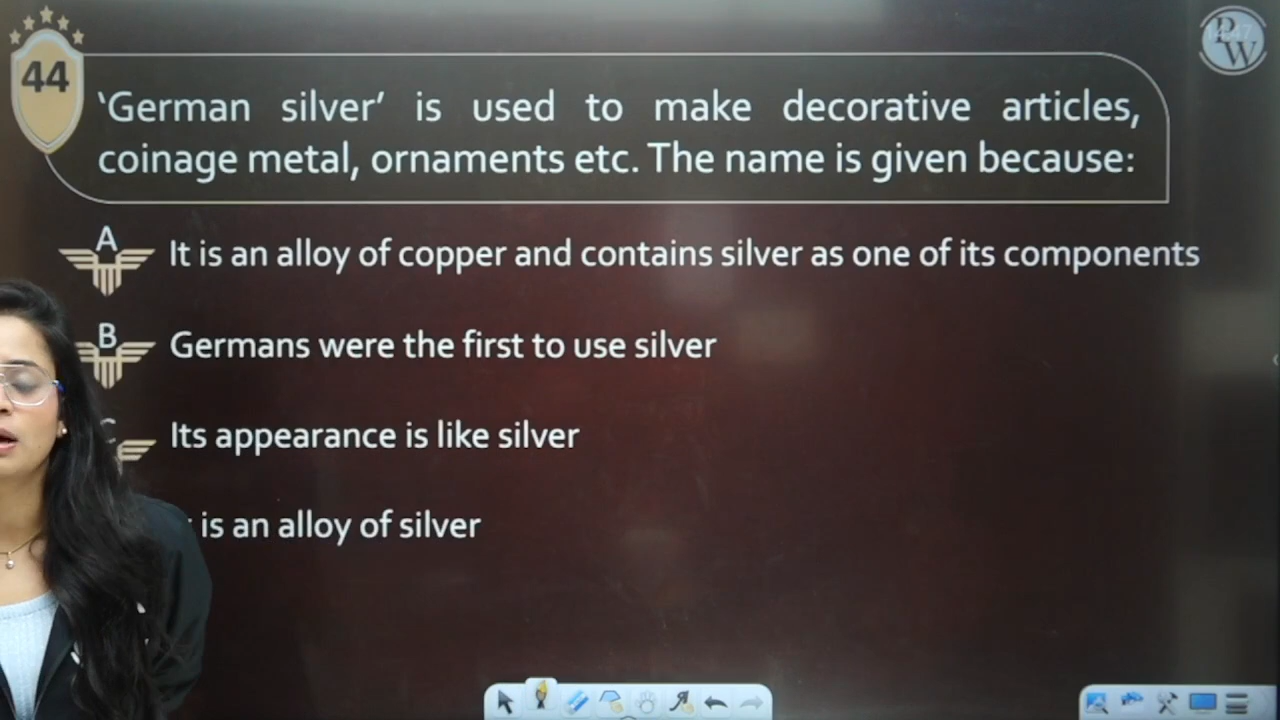 44
‘German silver’ is used to make decorative articles,
coinage metal, ornaments etc. The name is given because:
A
It is an alloy of copper and contains silver as one of its components
B
Germans were the first to use silver
C
Its appearance is like silver
is an alloy of silver
PW